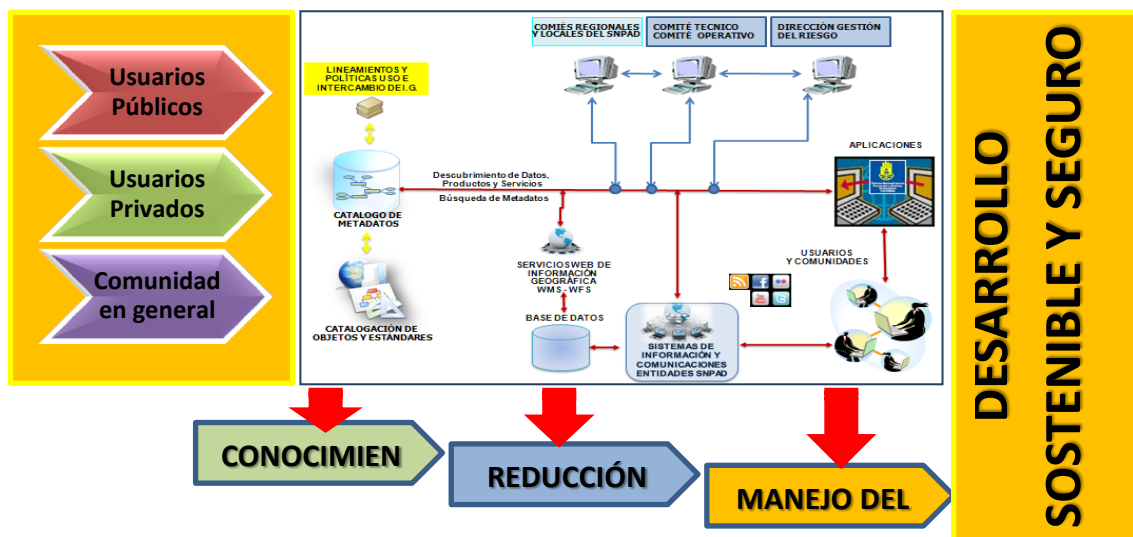 Usuarios
Públicos
Usuarios
Privados
Comunidad
en general
COMIÉS REGIONALES
Y LOCALES DEL SNPAD
COMITÉ TECNICO
COMITÉ OPERATIVO
DIRECCIÓN GESTIÓN
DEL RIESGO
LINEAMIENTOS Y
POLÍTICAS USO E
INTERCAMBIO DE I.G.
CATALOGO DE
METADATOS
CATALOGACIÓN DE
OBJETOS Y ESTÁNDARES
Descubrimiento de Datos,
Productos y Servicios
Búsqueda de Metadatos
SERVICIOS WEB DE
INFORMACIÓN
GEOGRÁFICA
WMS - WFS
BASE DE DATOS
SISTEMAS DE
INFORMACIÓN Y
COMUNICACIONES
ENTIDADES SNPAD
APLICACIONES
USUARIOS
Y COMUNIDADES
CONOCIMIEN
REDUCCIÓN
MANEJO DEL
DESARROLLO
SOSTENIBLE Y SEGURO